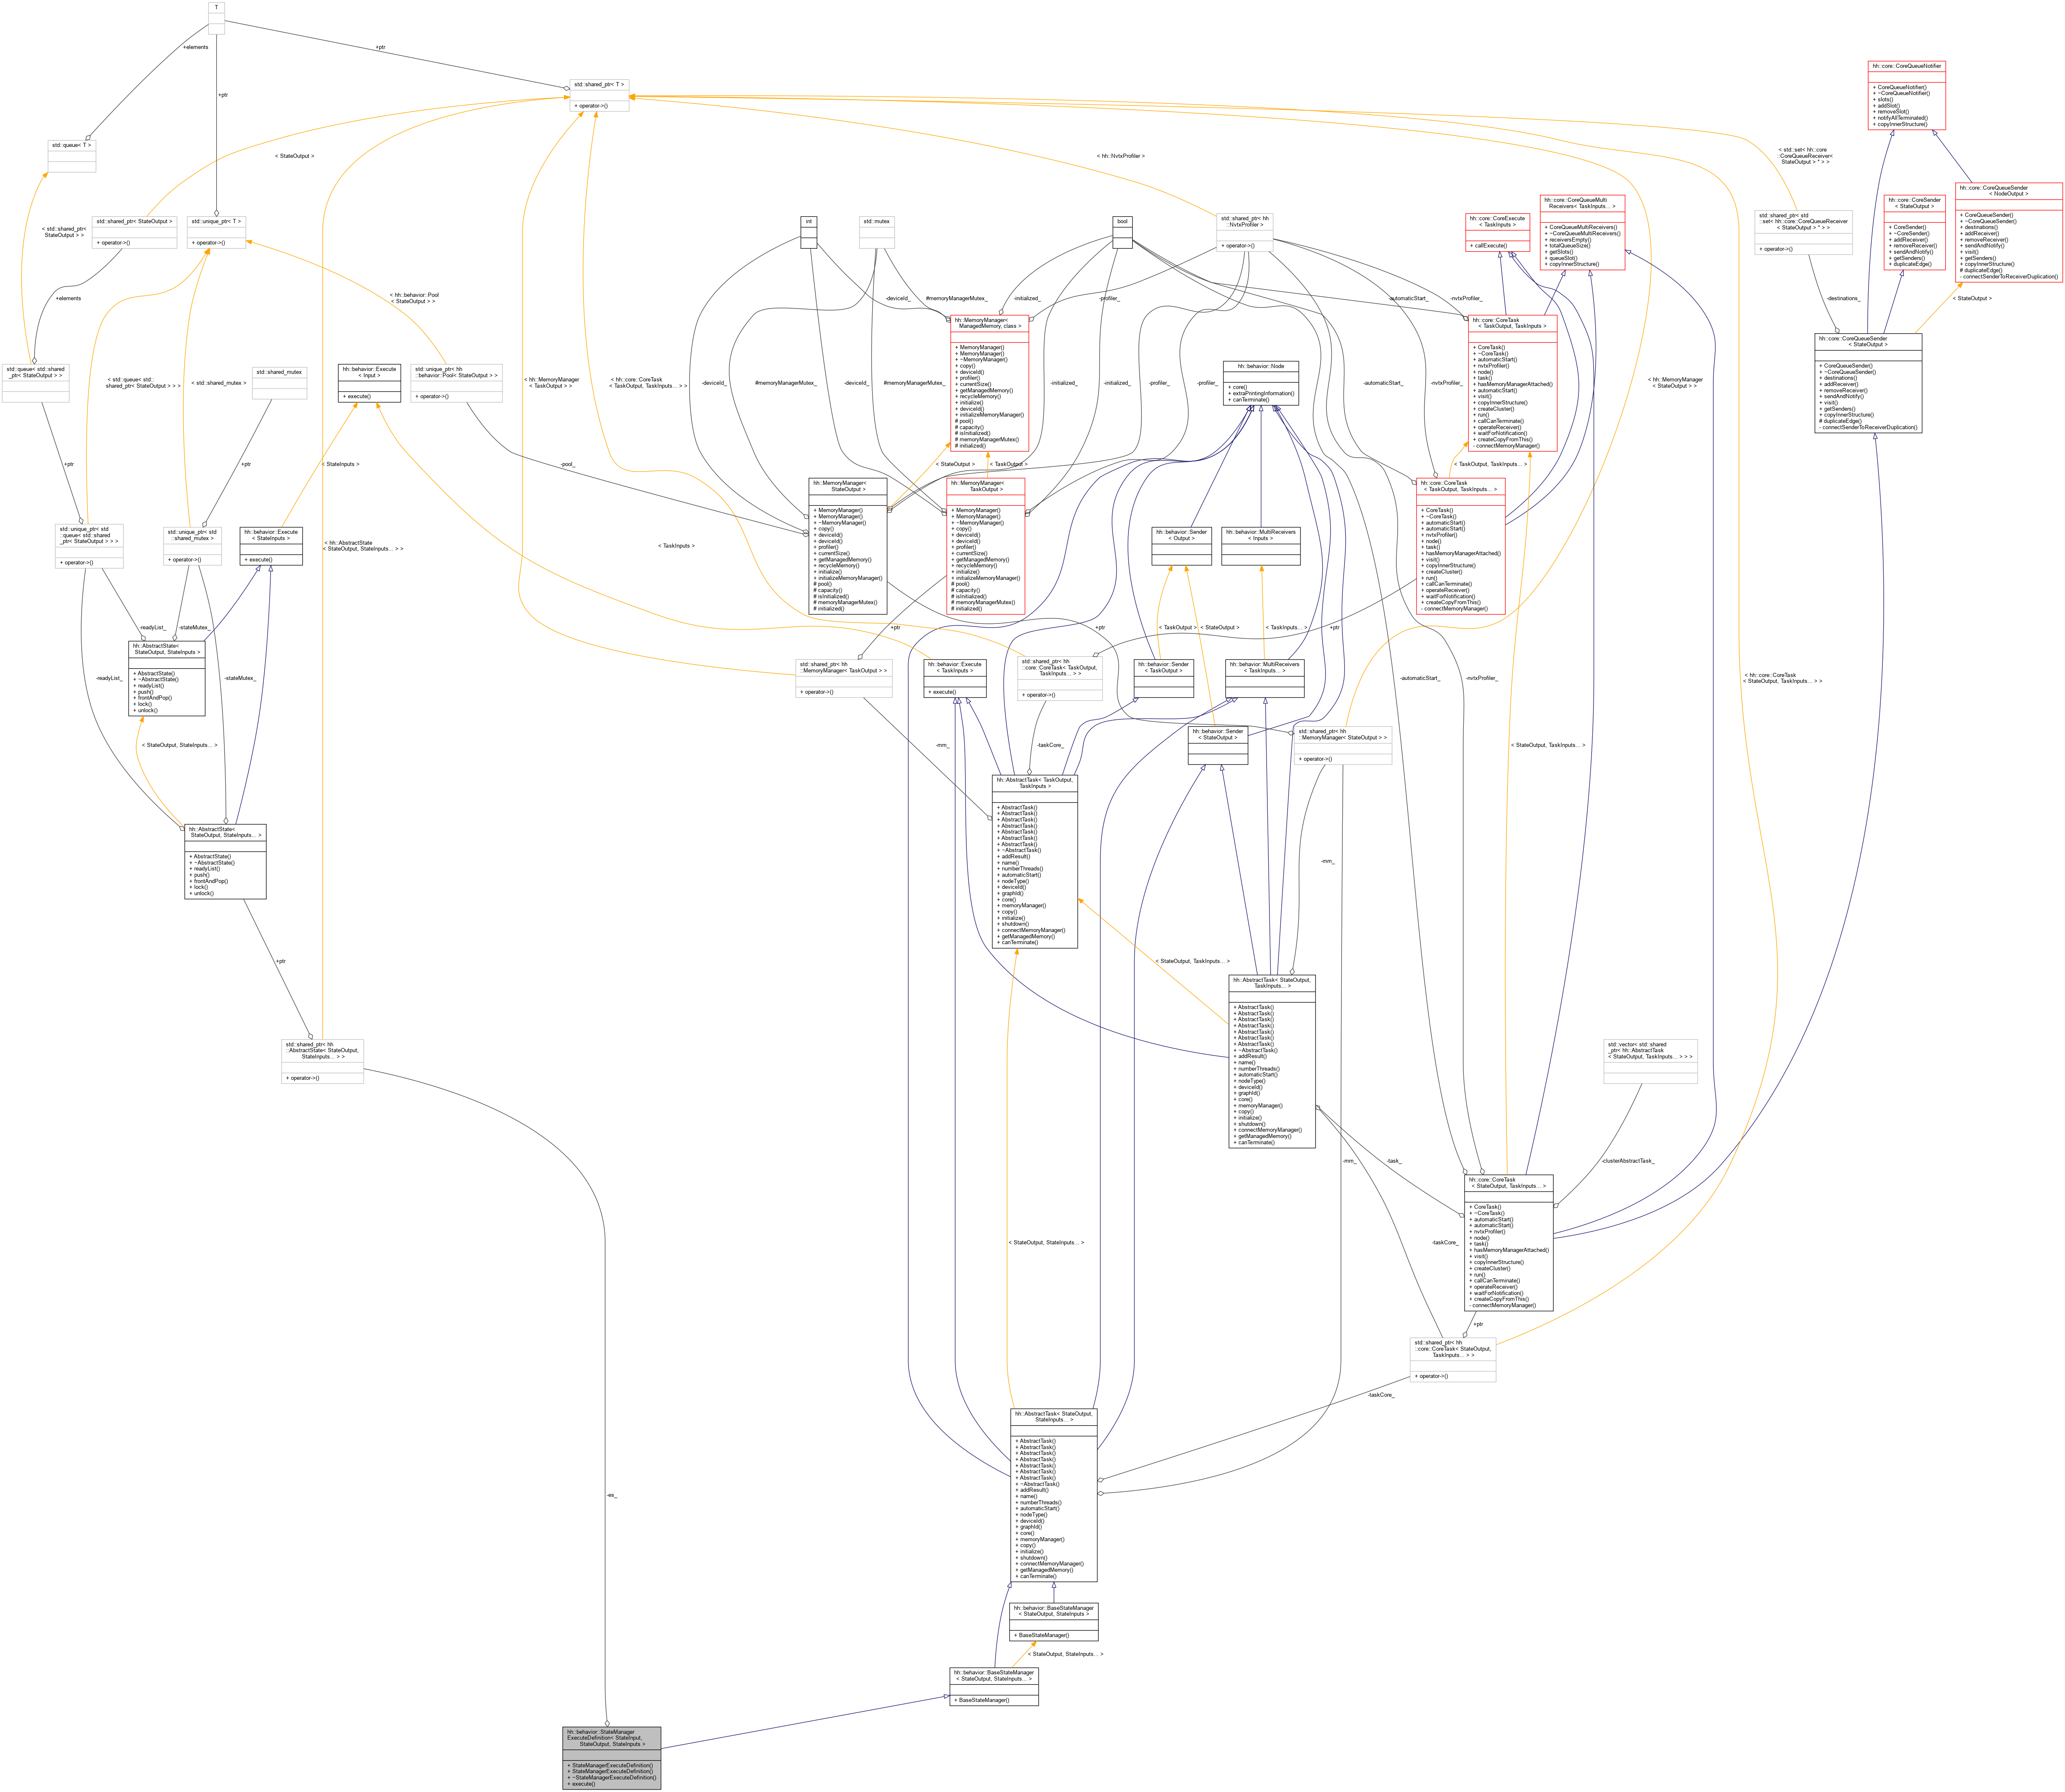 T
+elements
+ptr
+ptr
std::shared_ptr< T >
+ operator->()
hh::core::CoreQueueNotifier
+ CoreQueueNotifier()
+ ~CoreQueueNotifier()
+ slots()
+ addSlot()
+ removeSlot()
+ notifyAllTerminated()
+ copyInnerStructure()
std::queue< T >
< StateOutput >
< hh::NvtxProfiler >
< std::set< hh::core
::CoreQueueReceiver<
StateOutput > * > >
hh::core::CoreQueueSender
< NodeOutput >
+ CoreQueueSender()
+ ~CoreQueueSender()
+ destinations()
+ addReceiver()
+ removeReceiver()
+ sendAndNotify()
+ visit()
+ getSenders()
+ copyInnerStructure()
# duplicateEdge()
- connectSenderToReceiverDuplication()
hh::core::CoreSender
< StateOutput >
+ CoreSender()
+ ~CoreSender()
+ addReceiver()
+ removeReceiver()
+ sendAndNotify()
+ getSenders()
+ duplicateEdge()
hh::core::CoreQueueMulti
Receivers< TaskInputs... >
+ CoreQueueMultiReceivers()
+ ~CoreQueueMultiReceivers()
+ receiversEmpty()
+ totalQueueSize()
+ getSlots()
+ queueSlot()
+ copyInnerStructure()
hh::core::CoreExecute
< TaskInputs >
+ callExecute()
std::shared_ptr< std
::set< hh::core::CoreQueueReceiver
< StateOutput > * > >
+ operator->()
std::shared_ptr< StateOutput >
+ operator->()
std::unique_ptr< T >
+ operator->()
int
std::mutex
bool
std::shared_ptr< hh
::NvtxProfiler >
+ operator->()
< std::shared_ptr<
StateOutput > >
+elements
< hh::behavior::Pool
< StateOutput > >
-deviceId_
#memoryManagerMutex_
-initialized_
-profiler_
-automaticStart_
-nvtxProfiler_
-destinations_
< StateOutput >
hh::MemoryManager<
ManagedMemory, class >
+ MemoryManager()
+ MemoryManager()
+ ~MemoryManager()
+ copy()
+ deviceId()
+ profiler()
+ currentSize()
+ getManagedMemory()
+ recycleMemory()
+ initialize()
+ deviceId()
+ initializeMemoryManager()
# pool()
# capacity()
# isInitialized()
# memoryManagerMutex()
# initialized()
hh::core::CoreTask
< TaskOutput, TaskInputs >
+ CoreTask()
+ ~CoreTask()
+ automaticStart()
+ nvtxProfiler()
+ node()
+ task()
+ hasMemoryManagerAttached()
+ automaticStart()
+ visit()
+ copyInnerStructure()
+ createCluster()
+ run()
+ callCanTerminate()
+ operateReceiver()
+ waitForNotification()
+ createCopyFromThis()
- connectMemoryManager()
hh::core::CoreQueueSender
< StateOutput >
+ CoreQueueSender()
+ ~CoreQueueSender()
+ destinations()
+ addReceiver()
+ removeReceiver()
+ sendAndNotify()
+ visit()
+ getSenders()
+ copyInnerStructure()
# duplicateEdge()
- connectSenderToReceiverDuplication()
std::queue< std::shared
_ptr< StateOutput > >
< std::queue< std::
shared_ptr< StateOutput > > >
< std::shared_mutex >
std::shared_mutex
hh::behavior::Execute
< Input >
+ execute()
std::unique_ptr< hh
::behavior::Pool< StateOutput > >
+ operator->()
< hh::MemoryManager
< TaskOutput > >
< hh::core::CoreTask
< TaskOutput, TaskInputs... > >
-deviceId_
#memoryManagerMutex_
-deviceId_
#memoryManagerMutex_
-initialized_
-initialized_
-profiler_
-profiler_
hh::behavior::Node
+ core()
+ extraPrintingInformation()
+ canTerminate()
-automaticStart_
-nvtxProfiler_
< hh::MemoryManager
< StateOutput > >
+ptr
+ptr
< StateInputs >
-pool_
< StateOutput >
< TaskOutput >
< TaskOutput, TaskInputs... >
hh::MemoryManager<
StateOutput >
+ MemoryManager()
+ MemoryManager()
+ ~MemoryManager()
+ copy()
+ deviceId()
+ deviceId()
+ profiler()
+ currentSize()
+ getManagedMemory()
+ recycleMemory()
+ initialize()
+ initializeMemoryManager()
# pool()
# capacity()
# isInitialized()
# memoryManagerMutex()
# initialized()
hh::MemoryManager<
TaskOutput >
+ MemoryManager()
+ MemoryManager()
+ ~MemoryManager()
+ copy()
+ deviceId()
+ deviceId()
+ profiler()
+ currentSize()
+ getManagedMemory()
+ recycleMemory()
+ initialize()
+ initializeMemoryManager()
# pool()
# capacity()
# isInitialized()
# memoryManagerMutex()
# initialized()
hh::core::CoreTask
< TaskOutput, TaskInputs... >
+ CoreTask()
+ ~CoreTask()
+ automaticStart()
+ automaticStart()
+ nvtxProfiler()
+ node()
+ task()
+ hasMemoryManagerAttached()
+ visit()
+ copyInnerStructure()
+ createCluster()
+ run()
+ callCanTerminate()
+ operateReceiver()
+ waitForNotification()
+ createCopyFromThis()
- connectMemoryManager()
std::unique_ptr< std
::queue< std::shared
_ptr< StateOutput > > >
+ operator->()
std::unique_ptr< std
::shared_mutex >
+ operator->()
hh::behavior::Execute
< StateInputs >
+ execute()
< hh::AbstractState
< StateOutput, StateInputs... > >
< TaskInputs >
hh::behavior::Sender
< Output >
hh::behavior::MultiReceivers
< Inputs >
-readyList_
-stateMutex_
+ptr
+ptr
+ptr
< TaskOutput >
< StateOutput >
< TaskInputs... >
hh::AbstractState<
StateOutput, StateInputs >
+ AbstractState()
+ ~AbstractState()
+ readyList()
+ push()
+ frontAndPop()
+ lock()
+ unlock()
-readyList_
-stateMutex_
std::shared_ptr< hh
::MemoryManager< TaskOutput > >
+ operator->()
hh::behavior::Execute
< TaskInputs >
+ execute()
std::shared_ptr< hh
::core::CoreTask< TaskOutput,
TaskInputs... > >
+ operator->()
hh::behavior::Sender
< TaskOutput >
hh::behavior::MultiReceivers
< TaskInputs... >
-automaticStart_
-nvtxProfiler_
< hh::core::CoreTask
< StateOutput, TaskInputs... > >
< StateOutput, StateInputs... >
-mm_
-taskCore_
hh::behavior::Sender
< StateOutput >
std::shared_ptr< hh
::MemoryManager< StateOutput > >
+ operator->()
< StateOutput, TaskInputs... >
hh::AbstractTask< TaskOutput,
TaskInputs >
+ AbstractTask()
+ AbstractTask()
+ AbstractTask()
+ AbstractTask()
+ AbstractTask()
+ AbstractTask()
+ AbstractTask()
+ ~AbstractTask()
+ addResult()
+ name()
+ numberThreads()
+ automaticStart()
+ nodeType()
+ deviceId()
+ graphId()
+ core()
+ memoryManager()
+ copy()
+ initialize()
+ shutdown()
+ connectMemoryManager()
+ getManagedMemory()
+ canTerminate()
hh::AbstractState<
StateOutput, StateInputs... >
+ AbstractState()
+ ~AbstractState()
+ readyList()
+ push()
+ frontAndPop()
+ lock()
+ unlock()
-mm_
+ptr
< StateOutput, TaskInputs... >
hh::AbstractTask< StateOutput,
TaskInputs... >
+ AbstractTask()
+ AbstractTask()
+ AbstractTask()
+ AbstractTask()
+ AbstractTask()
+ AbstractTask()
+ AbstractTask()
+ ~AbstractTask()
+ addResult()
+ name()
+ numberThreads()
+ automaticStart()
+ nodeType()
+ deviceId()
+ graphId()
+ core()
+ memoryManager()
+ copy()
+ initialize()
+ shutdown()
+ connectMemoryManager()
+ getManagedMemory()
+ canTerminate()
std::shared_ptr< hh
::AbstractState< StateOutput,
StateInputs... > >
+ operator->()
std::vector< std::shared
_ptr< hh::AbstractTask
< StateOutput, TaskInputs... > > >
-mm_
-task_
-clusterAbstractTask_
hh::core::CoreTask
< StateOutput, TaskInputs... >
+ CoreTask()
+ ~CoreTask()
+ automaticStart()
+ automaticStart()
+ nvtxProfiler()
+ node()
+ task()
+ hasMemoryManagerAttached()
+ visit()
+ copyInnerStructure()
+ createCluster()
+ run()
+ callCanTerminate()
+ operateReceiver()
+ waitForNotification()
+ createCopyFromThis()
- connectMemoryManager()
< StateOutput, StateInputs... >
-taskCore_
+ptr
std::shared_ptr< hh
::core::CoreTask< StateOutput,
TaskInputs... > >
+ operator->()
-taskCore_
hh::AbstractTask< StateOutput,
StateInputs... >
+ AbstractTask()
+ AbstractTask()
+ AbstractTask()
+ AbstractTask()
+ AbstractTask()
+ AbstractTask()
+ AbstractTask()
+ ~AbstractTask()
+ addResult()
+ name()
+ numberThreads()
+ automaticStart()
+ nodeType()
+ deviceId()
+ graphId()
+ core()
+ memoryManager()
+ copy()
+ initialize()
+ shutdown()
+ connectMemoryManager()
+ getManagedMemory()
+ canTerminate()
-es_
hh::behavior::BaseStateManager
< StateOutput, StateInputs >
+ BaseStateManager()
< StateOutput, StateInputs... >
hh::behavior::BaseStateManager
< StateOutput, StateInputs... >
+ BaseStateManager()
hh::behavior::StateManager
ExecuteDefinition< StateInput,
StateOutput, StateInputs >
+ StateManagerExecuteDefinition()
+ StateManagerExecuteDefinition()
+ ~StateManagerExecuteDefinition()
+ execute()